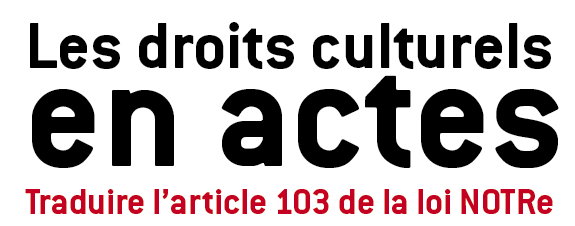 Les droits culturels
en actes
Traduire l'article 103 de la loi NOTRe